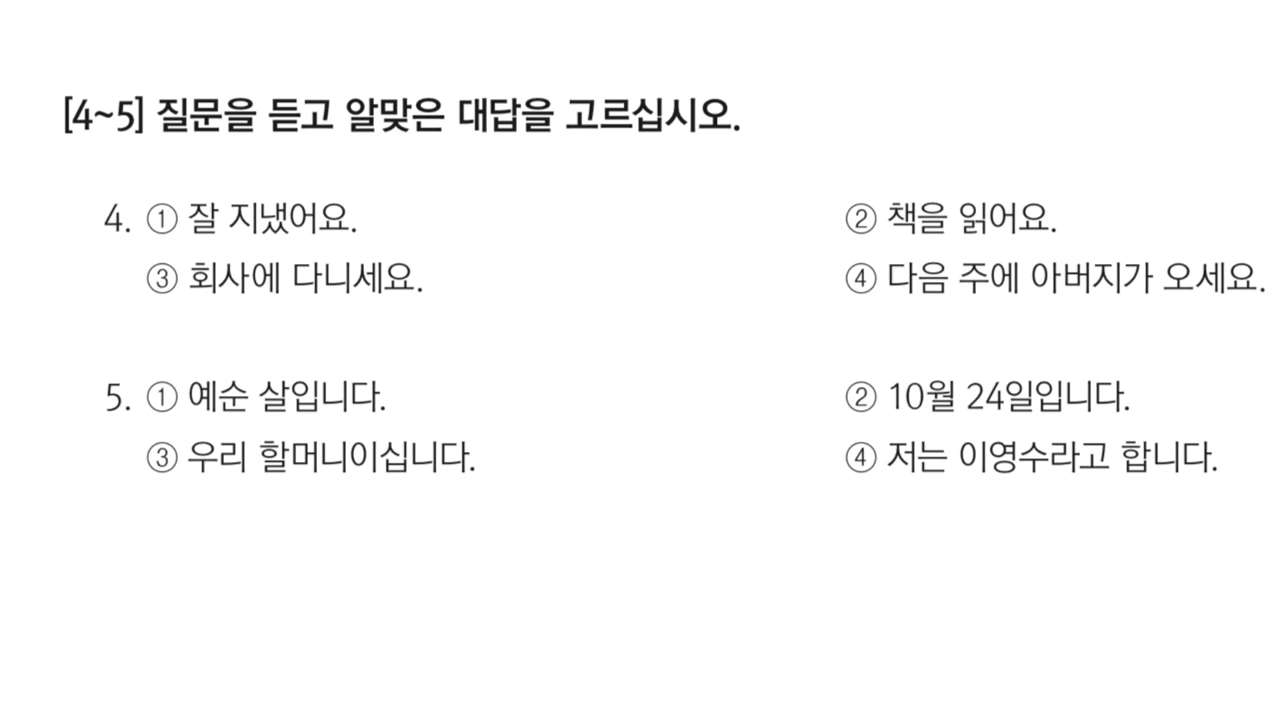 [4~5] 질문을 듣고 알맞은 대답을 고르십시오.
4. ① 잘 지냈어요. ② 책을 읽어요.
③ 회사에 다니세요. ④ 다음 주에 아버지가 오세요.
5. ① 예순 살입니다. ② 10월 24일입니다.
③ 우리 할머니이십니다. ④ 저는 이영수라고 합니다.